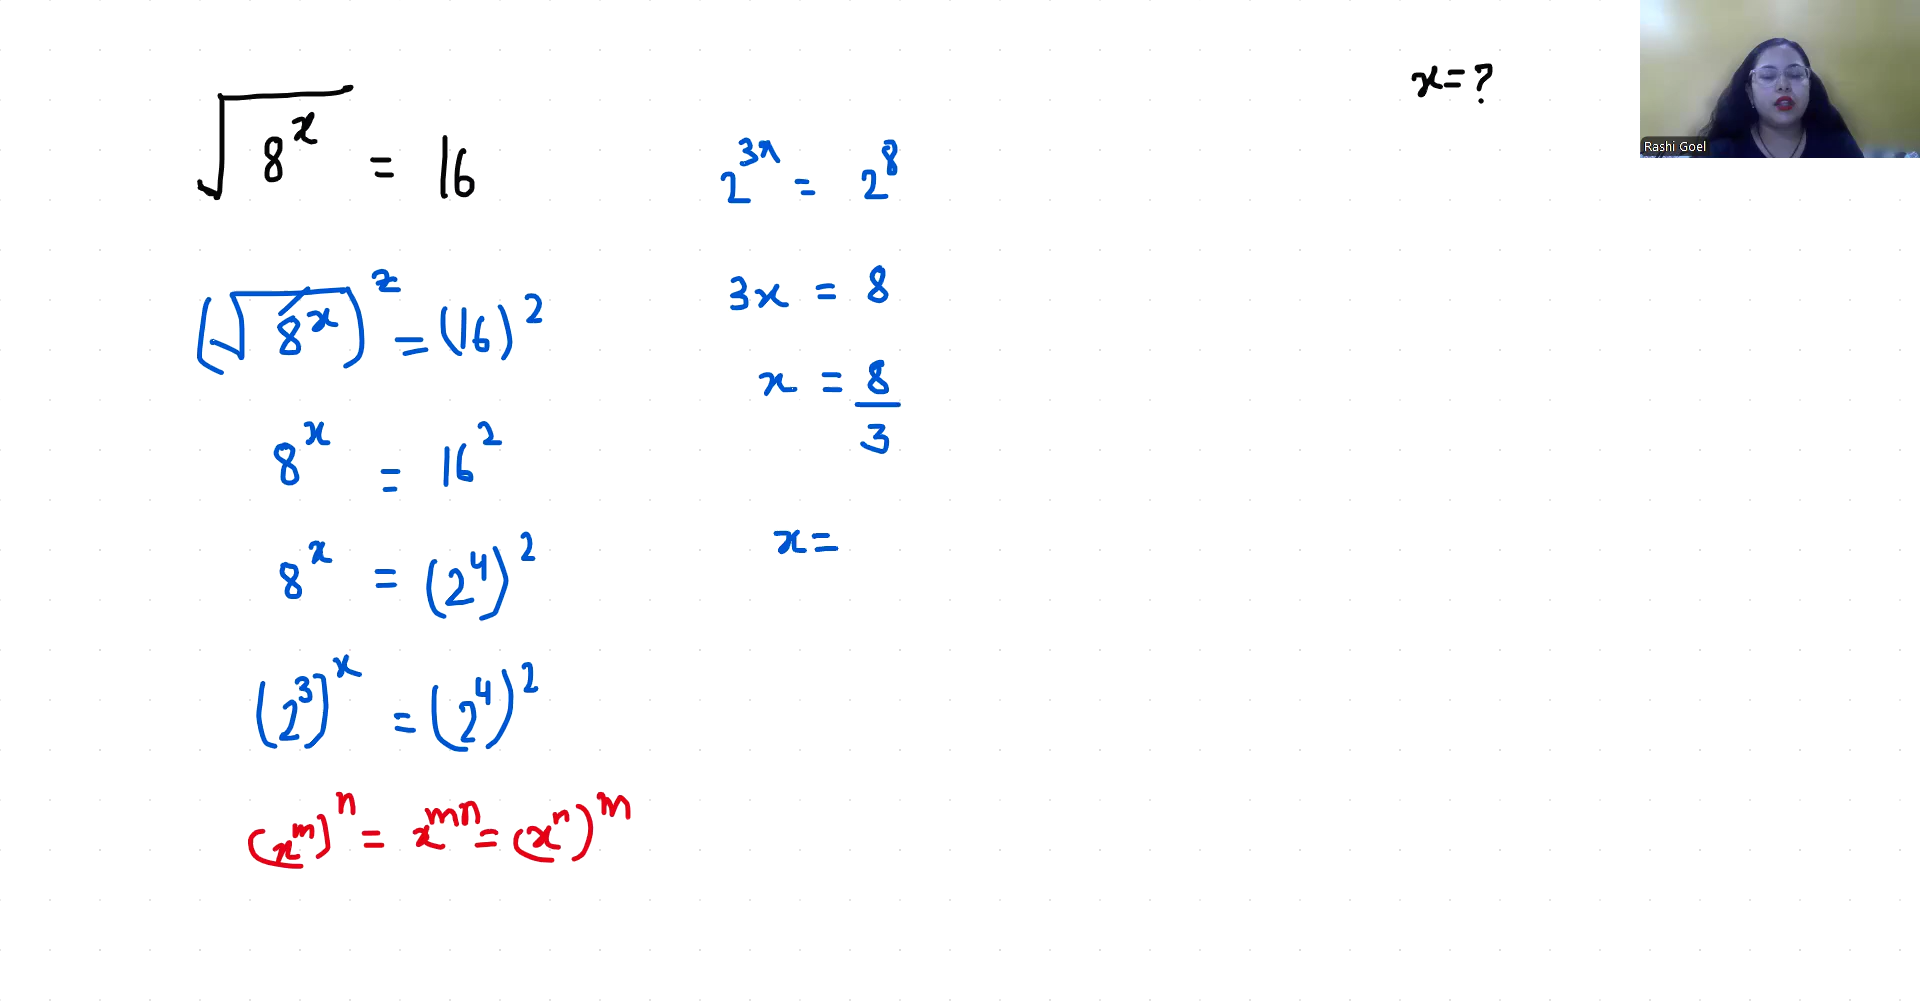 √8^x = 16
(√8^x)^2 = (16)^2
8^x = 16^2
8^x = (2^4)^2
(2^3)^x = (2^4)^2
(x^m)^n = x^mn = (x^n)^m
2^3x = 2^8
3x = 8
x = 8/3
x =
x = ?
Rashi Goel